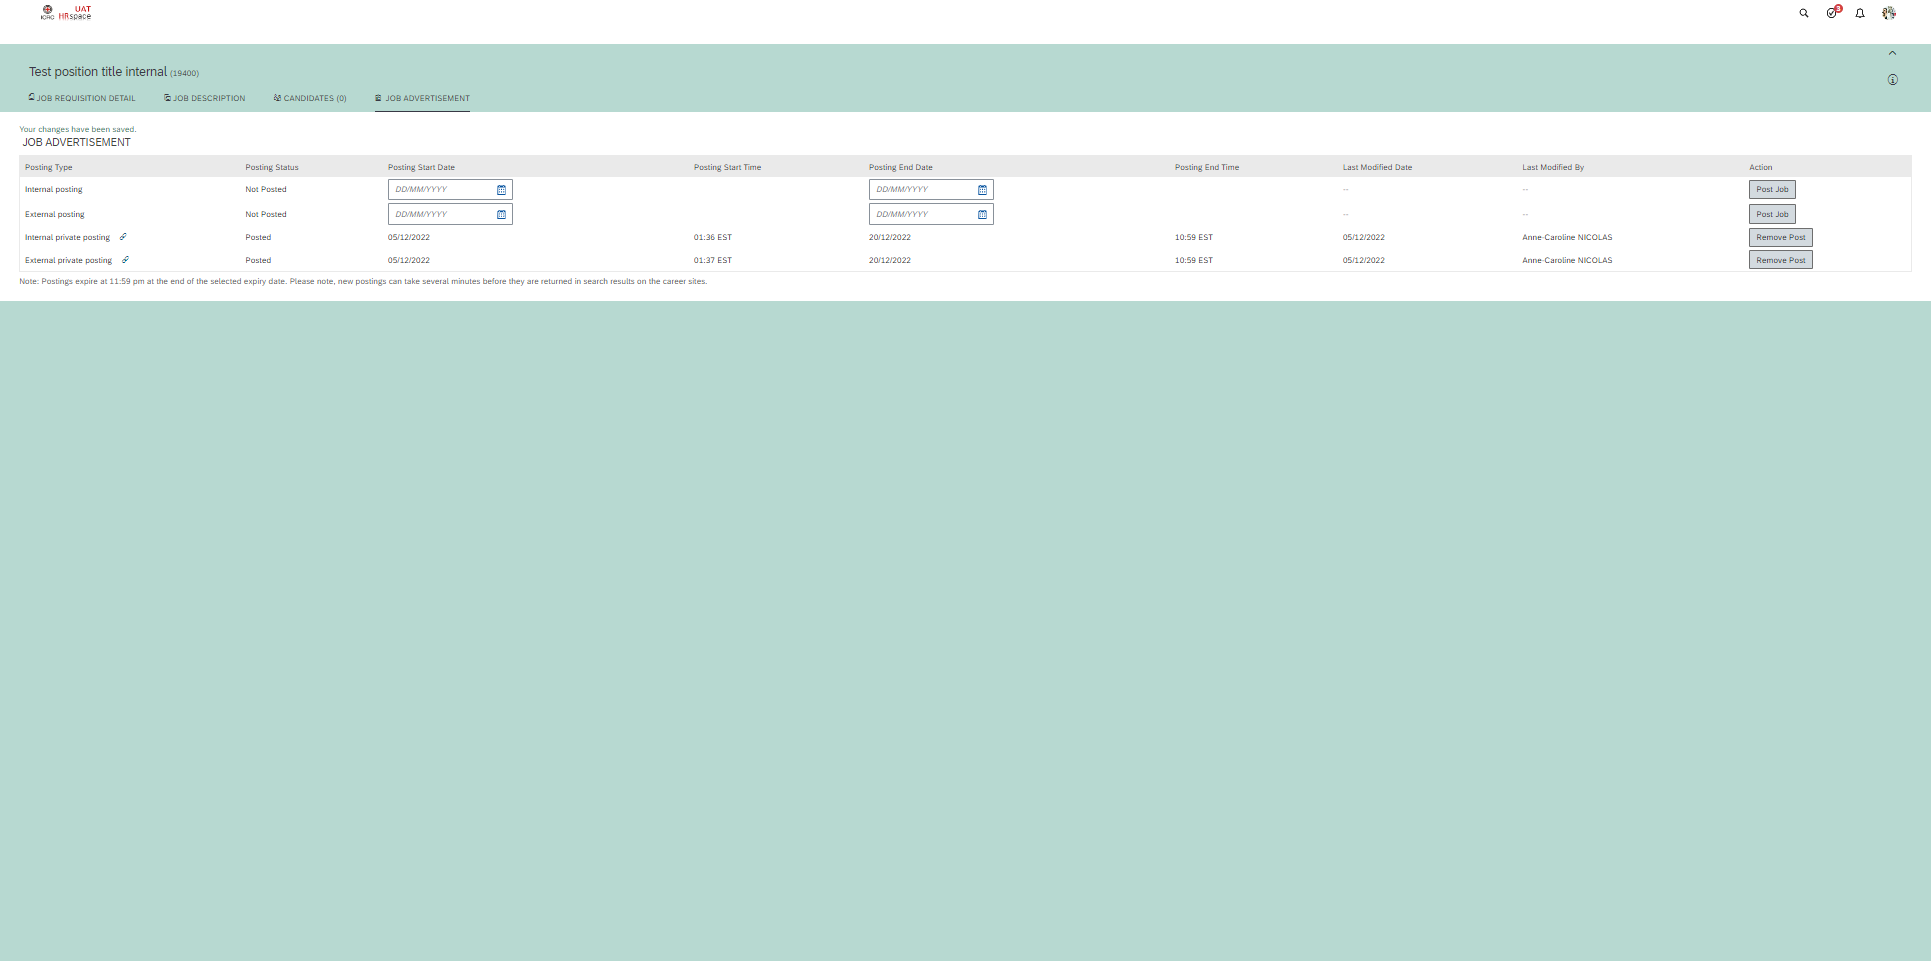 UAT
ICRC HRspace
3
Test position title internal (19400)
JOB REQUISITION DETAIL JOB DESCRIPTION CANDIDATES (0) JOB ADVERTISEMENT
Your changes have been saved.
JOB ADVERTISEMENT
Posting Type Posting Status Posting Start Date Posting Start Time Posting End Date Posting End Time Last Modified Date Last Modified By Action
Internal posting Not Posted DD/MM/YYYY DD/MM/YYYY -- -- Post Job
External posting Not Posted DD/MM/YYYY DD/MM/YYYY -- -- Post Job
Internal private posting Posted 05/12/2022 01:36 EST 20/12/2022 10:59 EST 05/12/2022 Anne-Caroline NICOLAS Remove Post
External private posting Posted 05/12/2022 01:37 EST 20/12/2022 10:59 EST 05/12/2022 Anne-Caroline NICOLAS Remove Post
Note: Postings expire at 11:59 pm at the end of the selected expiry date. Please note, new postings can take several minutes before they are returned in search results on the career sites.